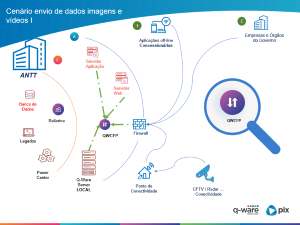 Cenário envio de dados imagens e
vídeos I
Aplicações off-line
Concessionárias
Empresas e Órgãos
do Governo
ANTT
Servidor
Aplicação
Servidor
Web
Banco de
Dados
Robótica
QWCFP
Firewall
QWCFP
Legados
Power
Center
Q-Ware
Server
LOCAL
Ponto de
Conectividade
CFTV | Radar ...
Conectividade
q-ware
pix